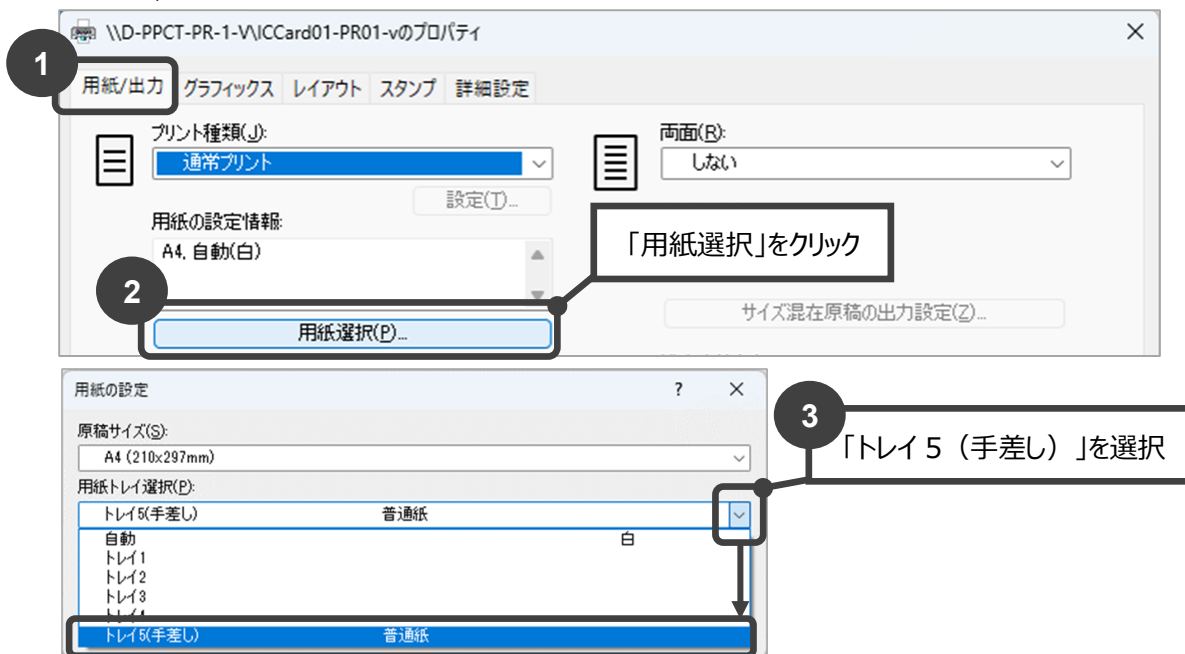 \\D-PPCT-PR-1-V\ICCard01-PR01-vのプロパティ
1
用紙/出力 グラフィックス レイアウト スタンプ 詳細設定
プリント種類(J):
通常プリント
設定(T)...
両面(R):
しない
用紙の設定情報:
A4, 自動(白)
「用紙選択」をクリック
2
用紙選択(P)...
サイズ混在原稿の出力設定(Z)...
用紙の設定 ?
原稿サイズ(S):
A4 (210x297mm)
用紙トレイ選択(P):
トレイ5(手差し) 普通紙
自動 白
トレイ1
トレイ2
トレイ3
トレイ4
トレイ5(手差し) 普通紙
3
「トレイ5（手差し）」を選択